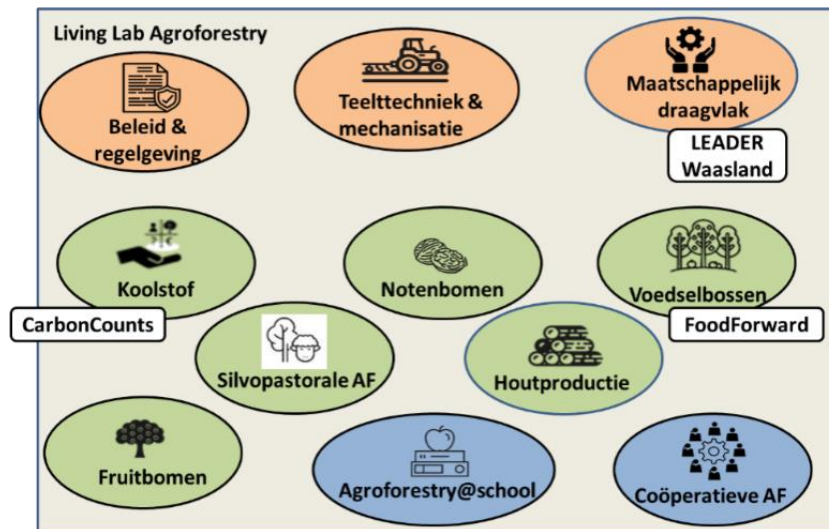 Living Lab Agroforestry
Beleid &
regelgeving
Teelttechniek &
mechanisatie
Maatschappelijk
draagvlak
LEADER
Waasland
Koolstof
CarbonCounts
Notenbomen
Voedselbossen
FoodForward
Silvopastorale AF
Houtproductie
Fruitbomen
Agroforestry@school
Coöperatieve AF